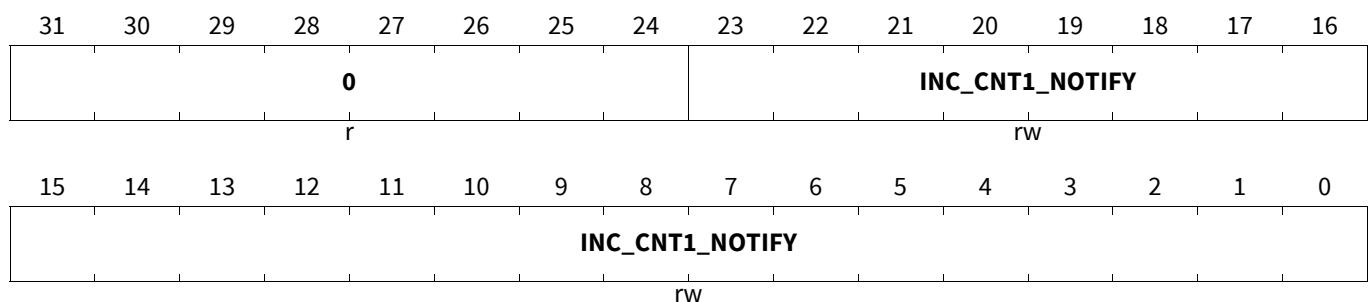 31 30 29 28 27 26 25 24 23 22 21 20 19 18 17 16
0 INC_CNT1_NOTIFY
r rw
15 14 13 12 11 10 9 8 7 6 5 4 3 2 1 0
INC_CNT1_NOTIFY
rw